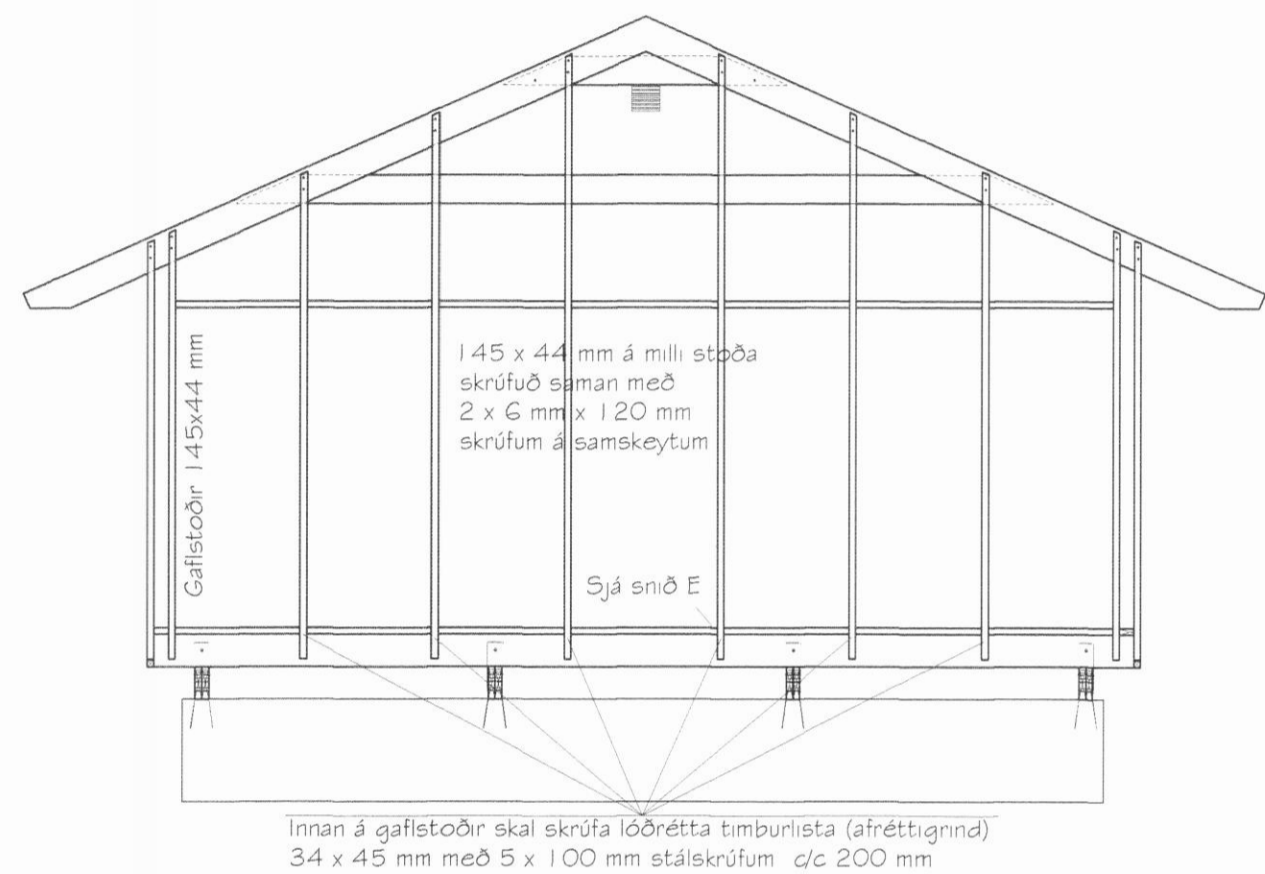 145 x 44 mm á milli stoða
skrúfuð saman með
2 x 6 mm x 120 mm
skrúfum á samskeytum
Gaflstoðir 145x44 mm
Sjá snið E
Innan á gaflstoðir skal skrúfa lóðrétta timburlista (afréttigrind)
34 x 45 mm með 5 x 100 mm stálskrúfum c/c 200 mm